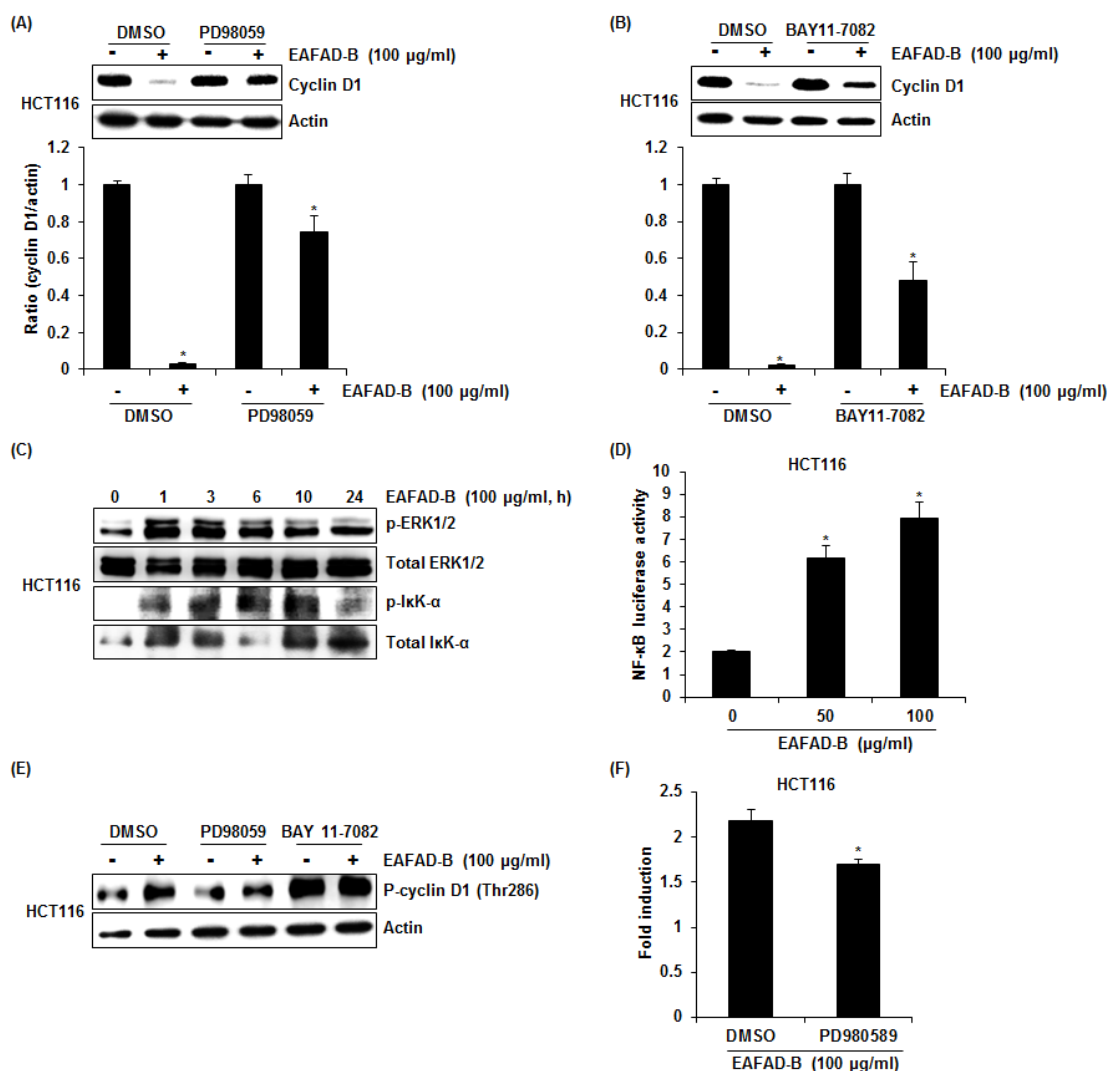 (A)
DMSO PD98059
- + - + EAFAD-B (100 μg/ml)
Cyclin D1
HCT116
Actin
Ratio (cyclin D1/actin)
1.2
1
0.8
0.6
0.4
0.2
0
* *
- + - + EAFAD-B (100 μg/ml)
DMSO PD98059
(B)
DMSO BAY11-7082
- + - + EAFAD-B (100 μg/ml)
Cyclin D1
HCT116
Actin
1.2
1
0.8
0.6
0.4
0.2
0
* *
- + - + EAFAD-B (100 μg/ml)
DMSO BAY11-7082
(C)
0 1 3 6 10 24 EAFAD-B (100 μg/ml, h)
p-ERK1/2
Total ERK1/2
HCT116
p-IκK-α
Total IκK-α
(D)
HCT116
NF-κB luciferase activity
10
9
8
7
6
5
4
3
2
1
0
* *
0 50 100
EAFAD-B (μg/ml)
(E)
DMSO PD98059 BAY 11-7082
- + - + - + EAFAD-B (100 μg/ml)
P-cyclin D1 (Thr286)
HCT116
Actin
(F)
HCT116
Fold induction
2.5
2
1.5
1
0.5
0
*
DMSO PD980589
EAFAD-B (100 μg/ml)